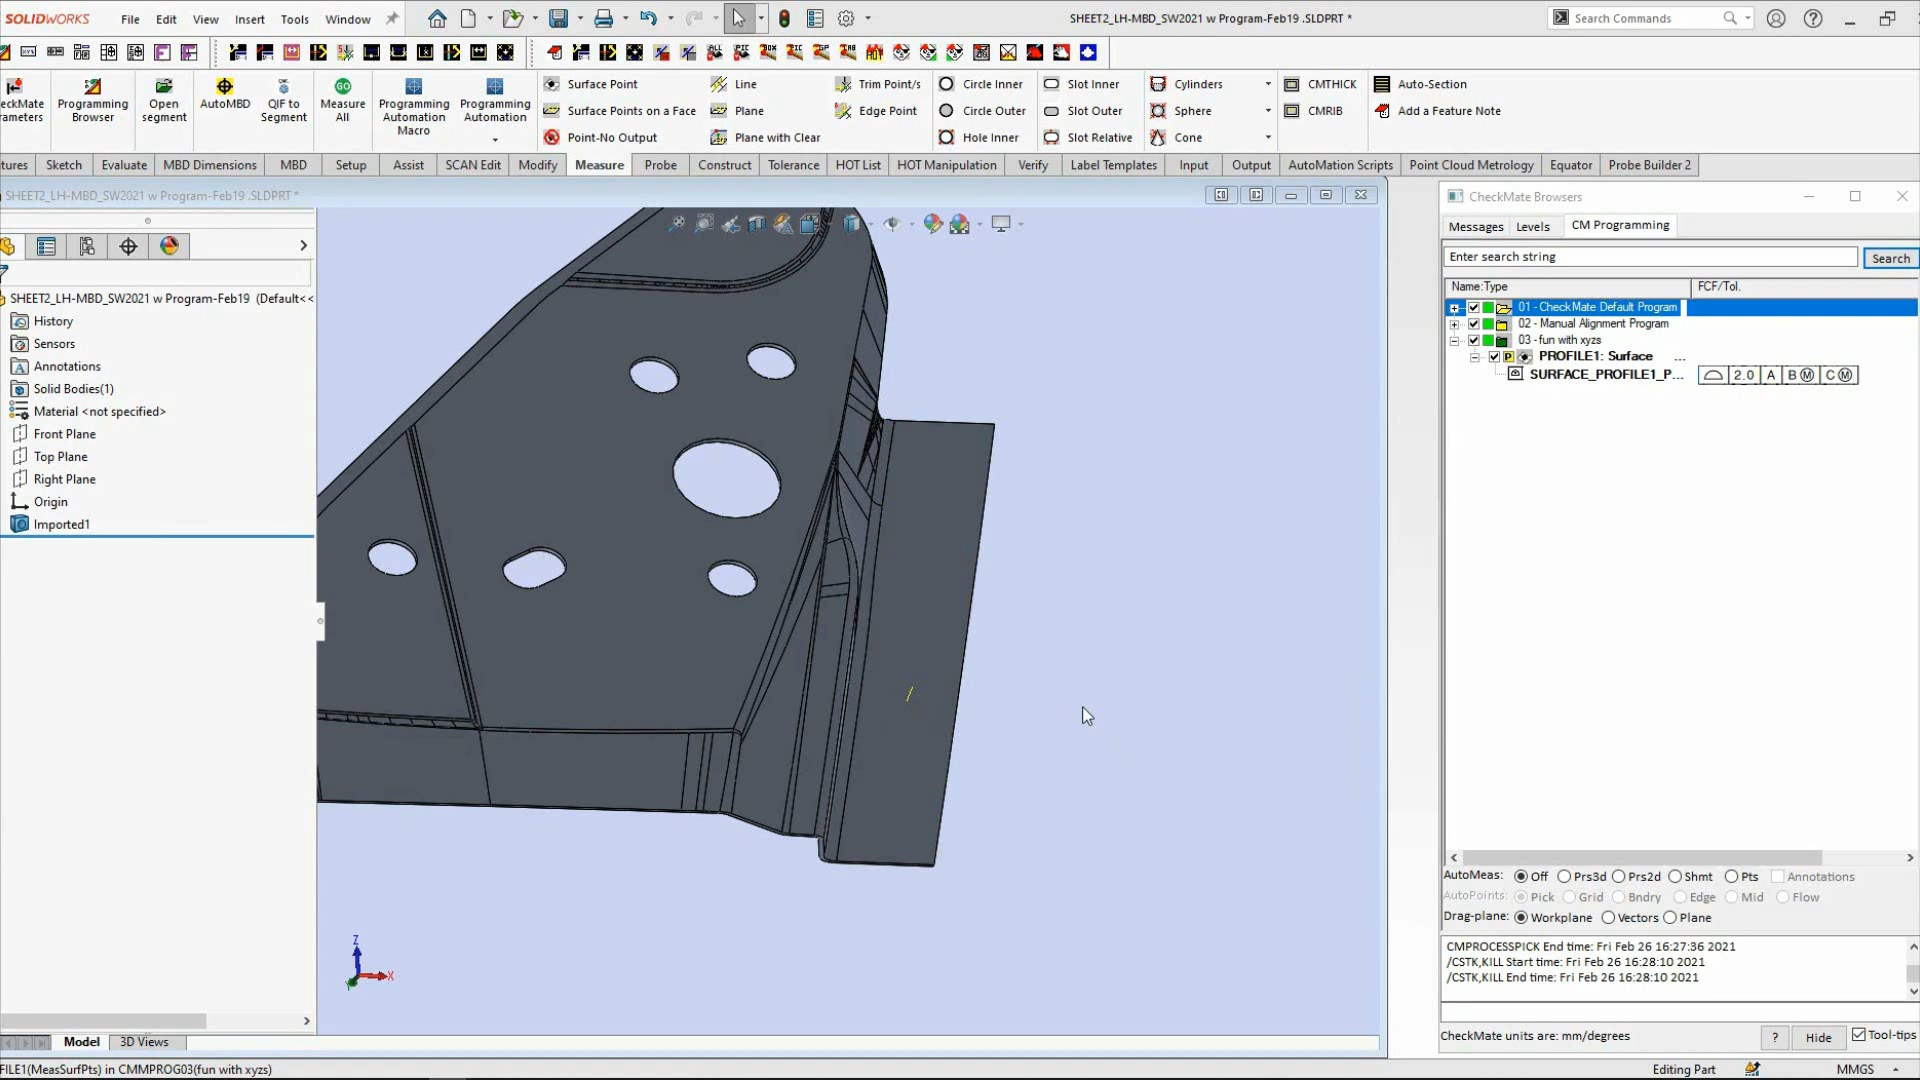 SOLIDWORKS File Edit View Insert Tools Window SHEET2_LH-MBD_SW2021 w Program-Feb19 .SLDPRT * Search Commands
eckMate rameters
Programming Browser
Open segment
AutoMBD
QIF to Segment
GO
Measure All
Programming Automation Macro
Programming Automation
Surface Point Line Trim Point/s Circle Inner Slot Inner Cylinders CMTHICK Auto-Section
Surface Points on a Face Plane Edge Point Circle Outer Slot Outer Sphere CMRIB Add a Feature Note
Point-No Output Plane with Clear Hole Inner Slot Relative Cone
tures Sketch Evaluate MBD Dimensions MBD Setup Assist SCAN Edit Modify Measure Probe Construct Tolerance HOT List HOT Manipulation Verify Label Templates Input Output AutoMation Scripts Point Cloud Metrology Equator Probe Builder 2
SHEET2_LH-MBD_SW2021 w Program-Feb19 .SLDPRT *
SHEET2_LH-MBD_SW2021 w Program-Feb19 (Default<<
History
Sensors
Annotations
Solid Bodies(1)
Material <not specified>
Front Plane
Top Plane
Right Plane
Origin
Imported1
Z
X
Y
Model 3D Views
FILE1(MeasSurfPts) in CMMPROG03(fun with xyzs)
CheckMate Browsers
Messages Levels CM Programming
Enter search string Search
Name:Type FCF/Tol.
01 - CheckMate Default Program
02 - Manual Alignment Program
03 - fun with xyzs
P PROFILE1: Surface ...
SURFACE_PROFILE1_P... 2.0 A B Ⓜ C Ⓜ
AutoMeas: Off Prs3d Prs2d Shmt Pts Annotations
AutoPoints: Pick Grid Bndry Edge Mid Flow
Drag-plane: Workplane Vectors Plane
CMPROCESSPICK End time: Fri Feb 26 16:27:36 2021
/CSTK,KILL Start time: Fri Feb 26 16:28:10 2021
/CSTK,KILL End time: Fri Feb 26 16:28:10 2021
CheckMate units are: mm/degrees ? Hide Tool-tips
Editing Part MMGS